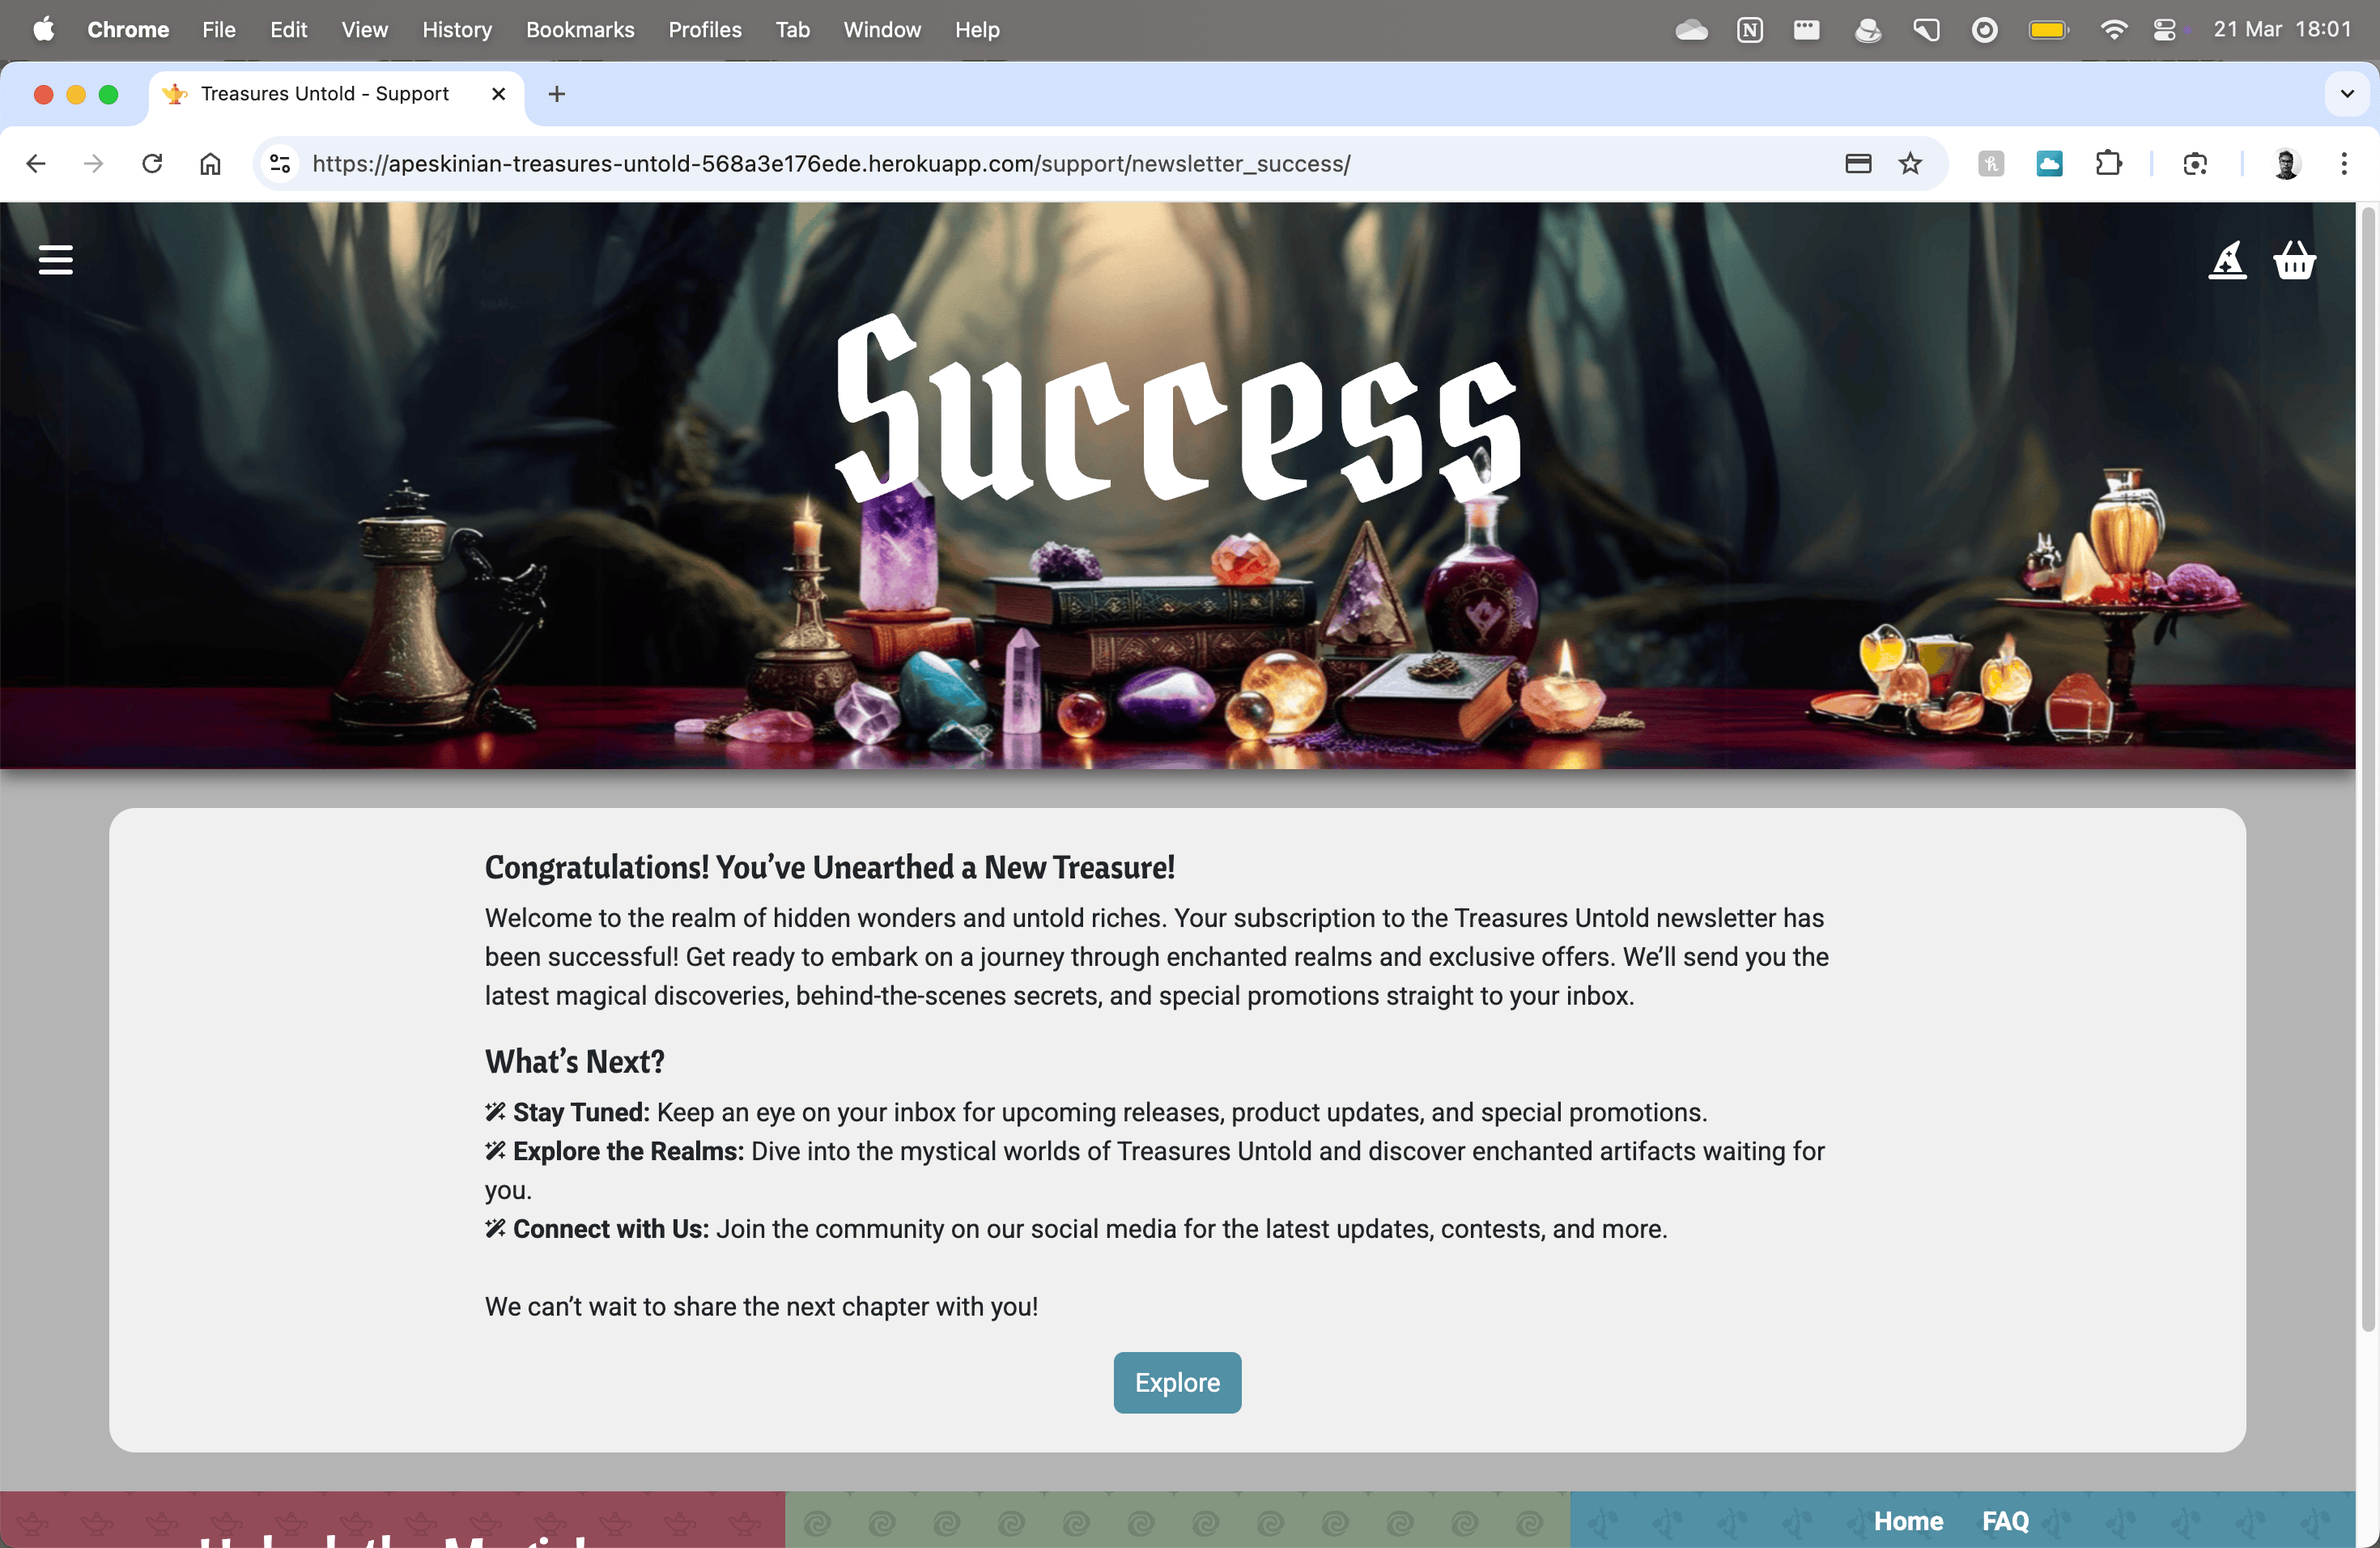 Chrome File Edit View History Bookmarks Profiles Tab Window Help 21 Mar 18:01
Treasures Untold - Support
https://apeskinian-treasures-untold-568a3e176ede.herokuapp.com/support/newsletter_success/
Success
Congratulations! You’ve Unearthed a New Treasure!
Welcome to the realm of hidden wonders and untold riches. Your subscription to the Treasures Untold newsletter has
been successful! Get ready to embark on a journey through enchanted realms and exclusive offers. We’ll send you the
latest magical discoveries, behind-the-scenes secrets, and special promotions straight to your inbox.
What’s Next?
Stay Tuned: Keep an eye on your inbox for upcoming releases, product updates, and special promotions.
Explore the Realms: Dive into the mystical worlds of Treasures Untold and discover enchanted artifacts waiting for
you.
Connect with Us: Join the community on our social media for the latest updates, contests, and more.
We can’t wait to share the next chapter with you!
Explore
Home FAQ